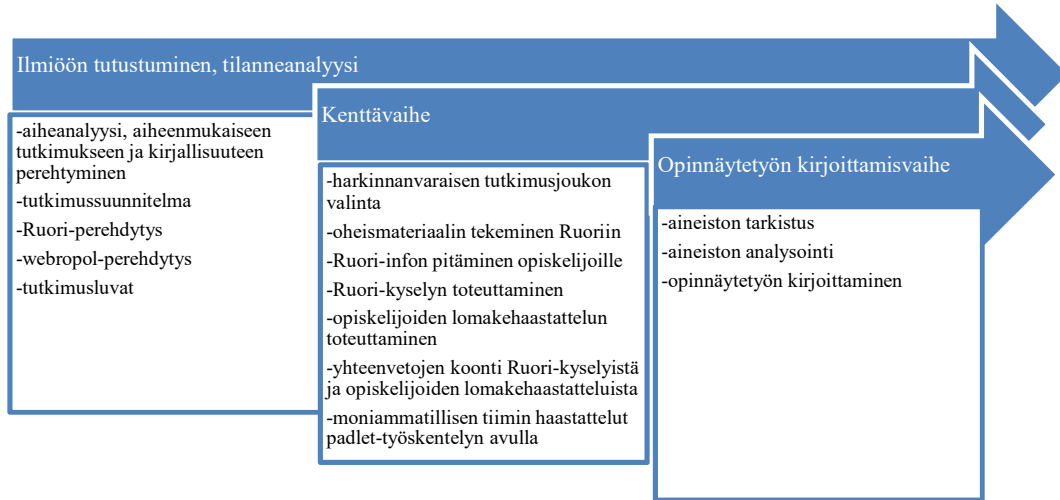 Ilmiöön tutustuminen, tilanneanalyysi
-aiheanalyysi, aiheenmukaiseen
tutkimukseen ja kirjallisuuteen
perehtyminen
-tutkimussuunnitelma
-Ruori-perehdytys
-webropol-perehdytys
-tutkimusluvat
Kenttävaihe
-harkinnanvaraisen tutkimusjoukon
valinta
-oheismateriaalin tekeminen Ruoriin
-Ruori-infon pitäminen opiskelijoille
-Ruori-kyselyn toteuttaminen
-opiskelijoiden lomakehaastattelun
toteuttaminen
-yhteenvetojen koonti Ruori-kyselyistä
ja opiskelijoiden lomakehaastatteluista
-moniammatillisen tiimin haastattelut
padlet-työskentelyn avulla
Opinnäytetyön kirjoittamisvaihe
-aineiston tarkistus
-aineiston analysointi
-opinnäytetyön kirjoittaminen